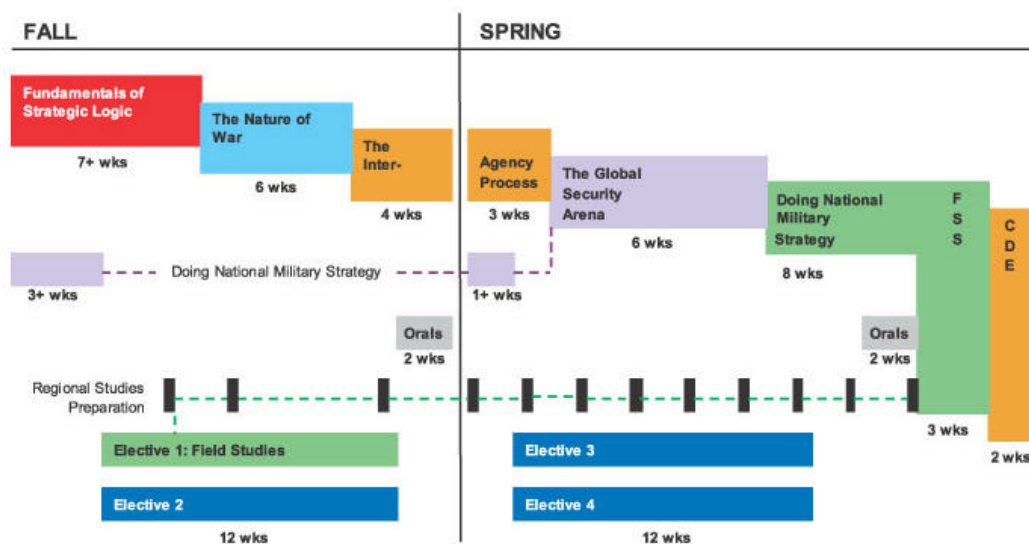 FALL
SPRING
Fundamentals of
Strategic Logic
7+ wks
The Nature of
War
6 wks
The
Inter-
4 wks
Agency
Process
3 wks
The Global
Security
Arena
6 wks
Doing National
Military
Strategy
8 wks
F
S
S
C
D
E
3+ wks
Doing National Military Strategy
1+ wks
Orals
2 wks
Orals
2 wks
Regional Studies
Preparation
3 wks
2 wks
Elective 1: Field Studies
Elective 2
12 wks
Elective 3
Elective 4
12 wks